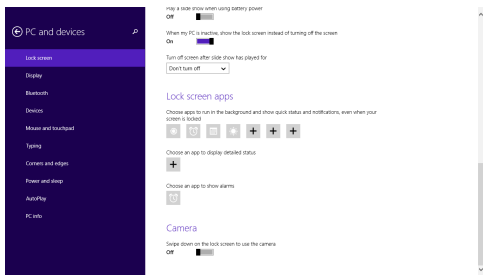 PC and devices
Lock screen
Display
Bluetooth
Devices
Mouse and touchpad
Typing
Corners and edges
Power and sleep
AutoPlay
PC info
Play a slide show when using battery power
Off
When my PC is inactive, show the lock screen instead of turning off the screen
On
Turn off screen after slide show has played for
Don't turn off
Lock screen apps
Choose apps to run in the background and show quick status and notifications, even when your
screen is locked
Choose an app to display detailed status
Choose an app to show alarms
Camera
Swipe down on the lock screen to use the camera
Off